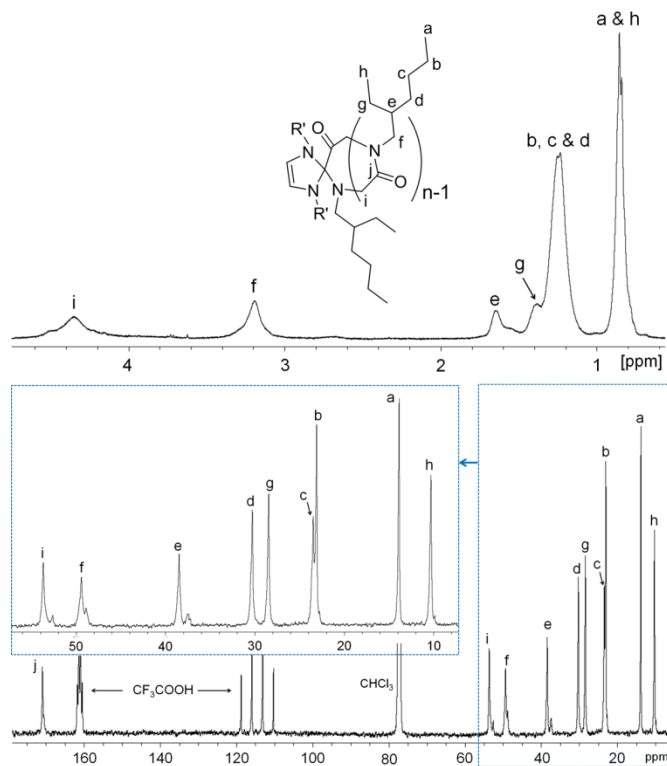 a
a & h
h
b
c
b, c & d
g
e
d
R'
O
N
f
N
j
O
n-1
N
N
R'
i
g
i
f
e
4
3
2
1
[ppm]
a
b
a
b
h
d
g
c
h
g
d
c
e
i
f
e
i
f
50
40
30
20
10
j
CF3COOH
CHCl3
160
140
120
100
80
60
40
20
ppm